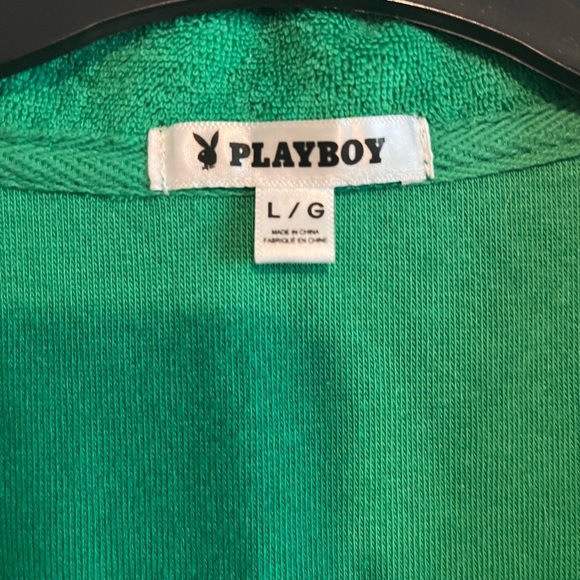 PLAYBOY
L / G
MADE IN CHINA
FABRIQUÉ EN CHINE